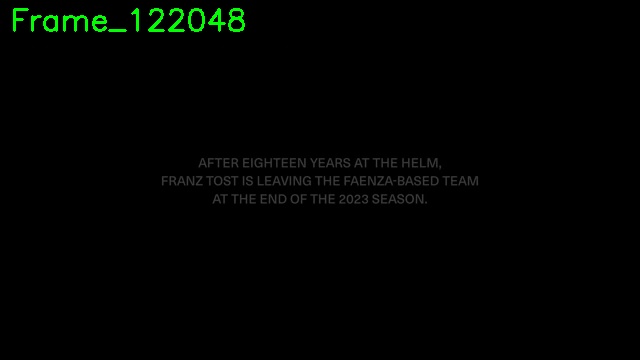 Frame_122048
AFTER EIGHTEEN YEARS AT THE HELM,
FRANZ TOST IS LEAVING THE FAENZA-BASED TEAM
AT THE END OF THE 2023 SEASON.